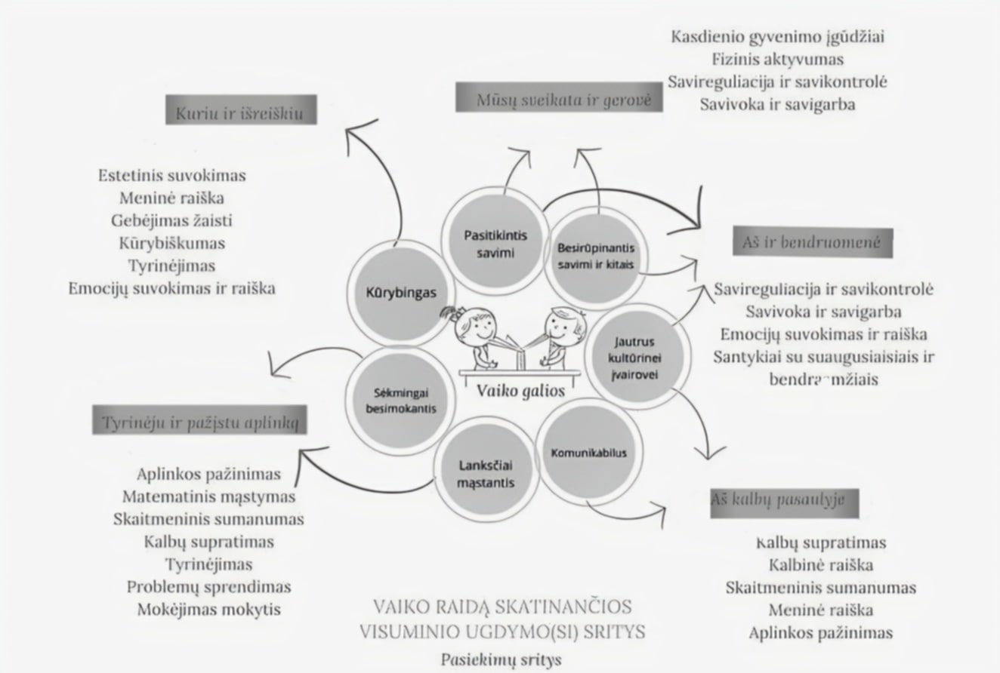 Kasdienio gyvenimo įgūdžiai
Fizinis aktyvumas
Savireguliacija ir savikontrolė
Savivoka ir savigarba
Mūsų sveikata ir gerovė
Kuriu ir išreiškiu
Estetinis suvokimas
Meninė raiška
Gebėjimas žaisti
Kūrybiškumas
Tyrinėjimas
Emocijų suvokimas ir raiška
Pasitikintis
savimi
Besirūpinantis
savimi ir kitais
Kūrybingas
Jautrus
kultūrinei
įvairovei
Sėkmingai
besimokantis
Komunikabilus
Lanksčiai
mąstantis
Vaiko galios
Aš ir bendruomenė
Savireguliacija ir savikontrolė
Savivoka ir savigarba
Emocijų suvokimas ir raiška
Santykiai su suaugusiaisiais ir
Tyrinėju ir pažįstu aplinką
Aplinkos pažinimas
Matematinis mąstymas
Skaitmeninis sumanumas
Kalbų supratimas
Tyrinėjimas
Problemų sprendimas
Mokėjimas mokytis
Aš kalbų pasaulyje
Kalbų supratimas
Kalbinė raiška
Skaitmeninis sumanumas
Meninė raiška
Aplinkos pažinimas
VAIKO RAIDĄ SKATINANČIOS
VISUMINIO UGDYMO(SI) SRITYS
Pasiekimų sritys